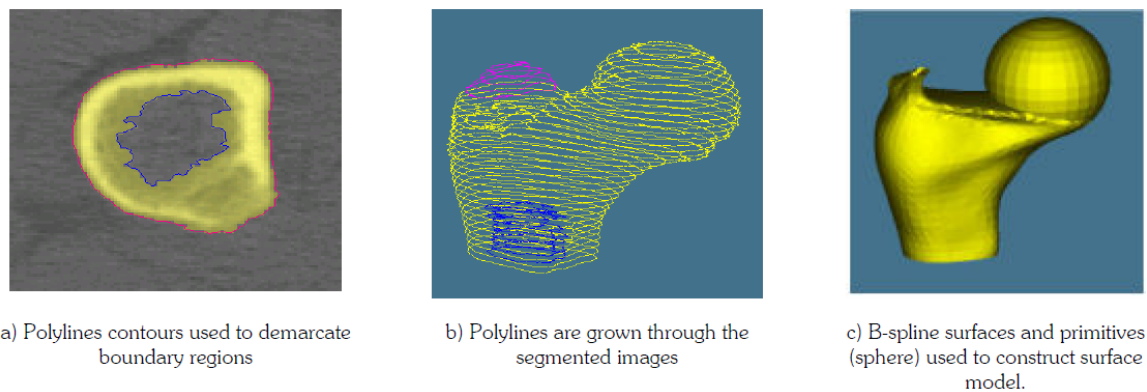 a) Polylines contours used to demarcate
boundary regions
b) Polylines are grown through the
segmented images
c) B-spline surfaces and primitives
(sphere) used to construct surface
model.